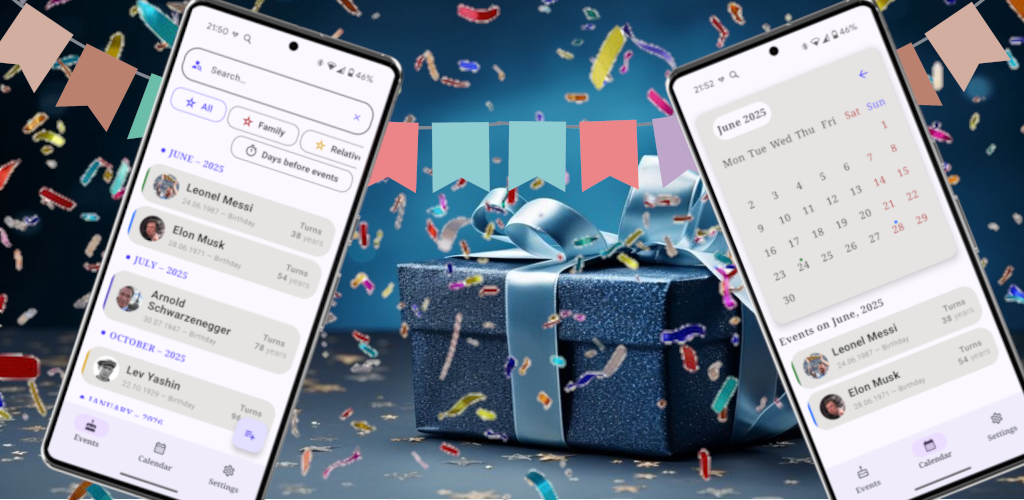 21:50
46%
Search...
All
Family
Relativ
Days before events
JUNE – 2025
Leonel Messi
24.06.1987 – Birthday
Turns
38 years
Elon Musk
28.06.1971 – Birthday
Turns
54 years
JULY – 2025
Arnold
Schwarzenegger
30.07.1947 – Birthday
Turns
78 years
OCTOBER – 2025
Lev Yashin
22.10.1929 – Birthday
Turns
96
JANUARY – 2026
Events
Calendar
Settings
21:52
46%
June 2025
Mon Tue Wed Thu Fri Sat Sun
1
2 3 4 5 6 7 8
9 10 11 12 13 14 15
16 17 18 19 20 21 22
23 24 25 26 27 28 29
30
Events on June, 2025
Leonel Messi
24.06.1987 – Birthday
Turns
38 years
Elon Musk
28.06.1971 – Birthday
Turns
54 years
Events
Calendar
Settings